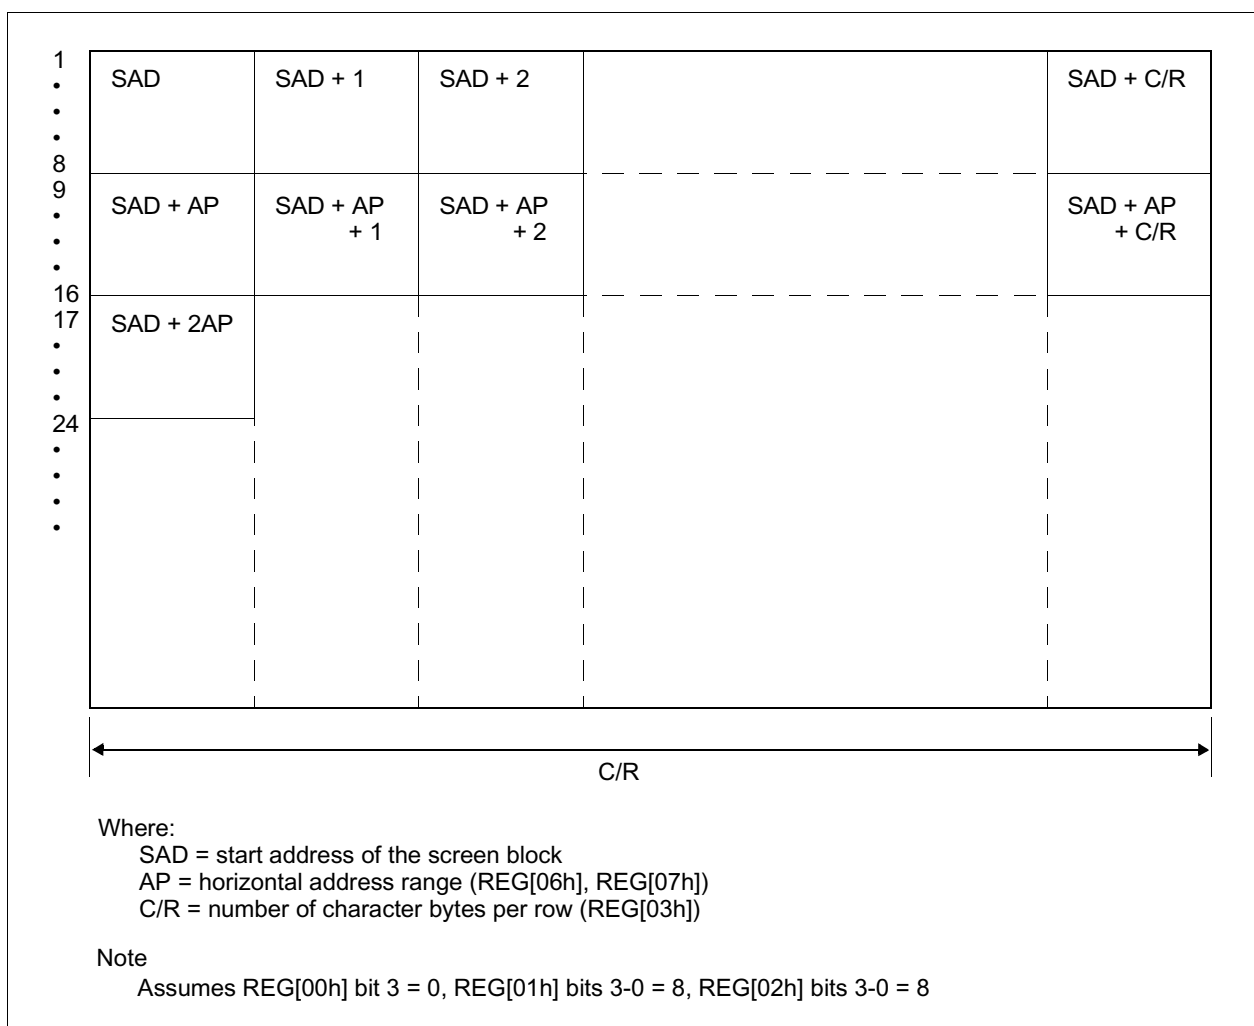 1
SAD
SAD + 1
SAD + 2
SAD + C/R
•
•
•
8
9
SAD + AP
SAD + AP
+ 1
SAD + AP
+ 2
SAD + AP
+ C/R
•
•
•
16
17
SAD + 2AP
•
•
•
24
•
•
•
•
C/R
Where:
SAD = start address of the screen block
AP = horizontal address range (REG[06h], REG[07h])
C/R = number of character bytes per row (REG[03h])
Note
Assumes REG[00h] bit 3 = 0, REG[01h] bits 3-0 = 8, REG[02h] bits 3-0 = 8